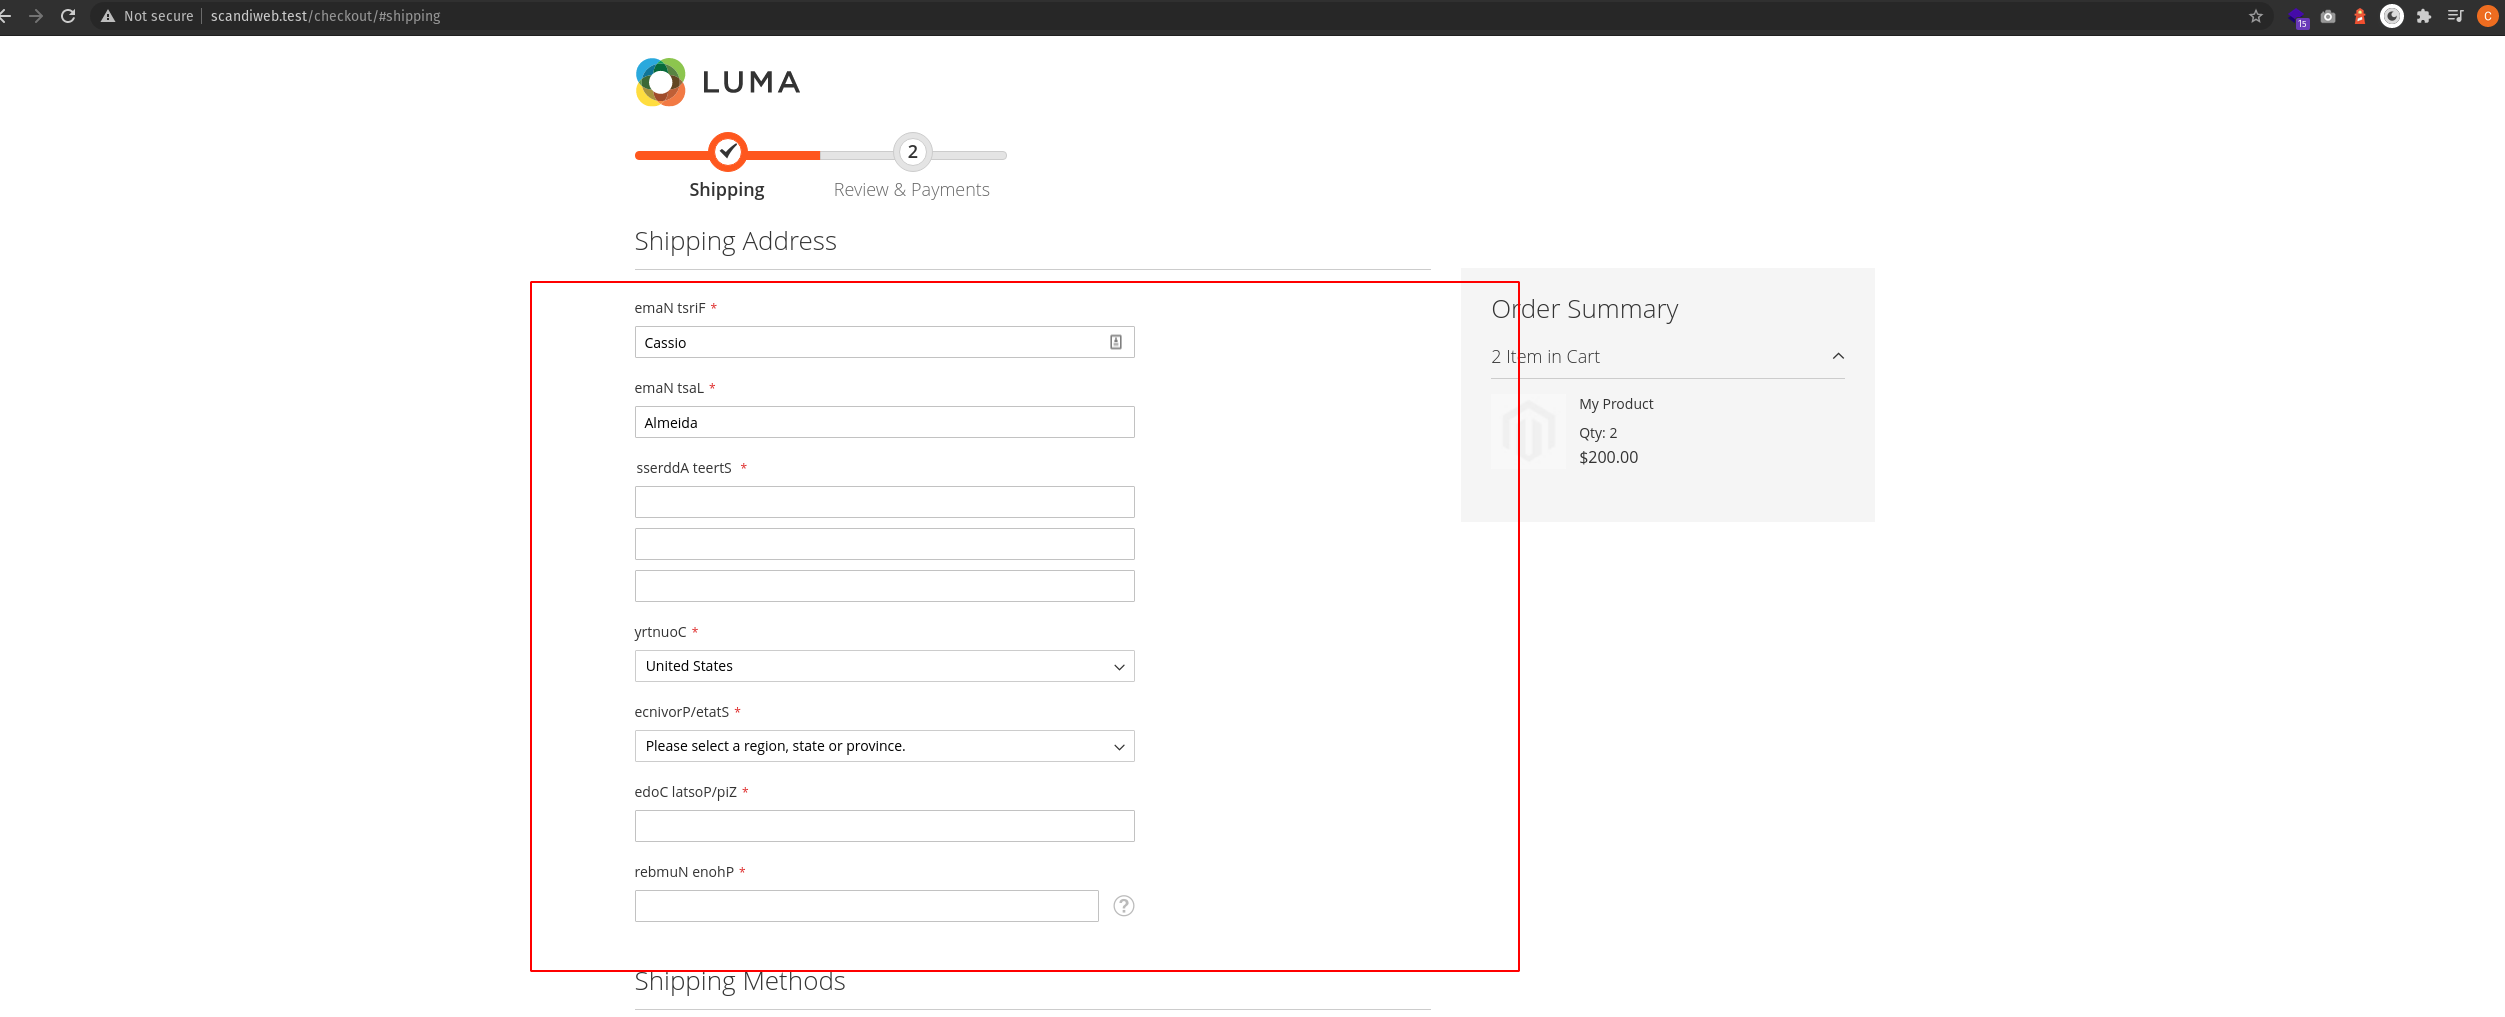 Not secure scandiweb.test/checkout/#shipping
15
C
LUMA
2
Shipping
Review & Payments
Shipping Address
emaN tsriF *
Cassio
emaN tsaL *
Almeida
sserddA teertS *
yrtnuoC *
United States
ecnivorP/etatS *
Please select a region, state or province.
edoC latsoP/piZ *
rebmuN enohP *
?
Shipping Methods
Order Summary
2 Item in Cart
My Product
Qty: 2
$200.00